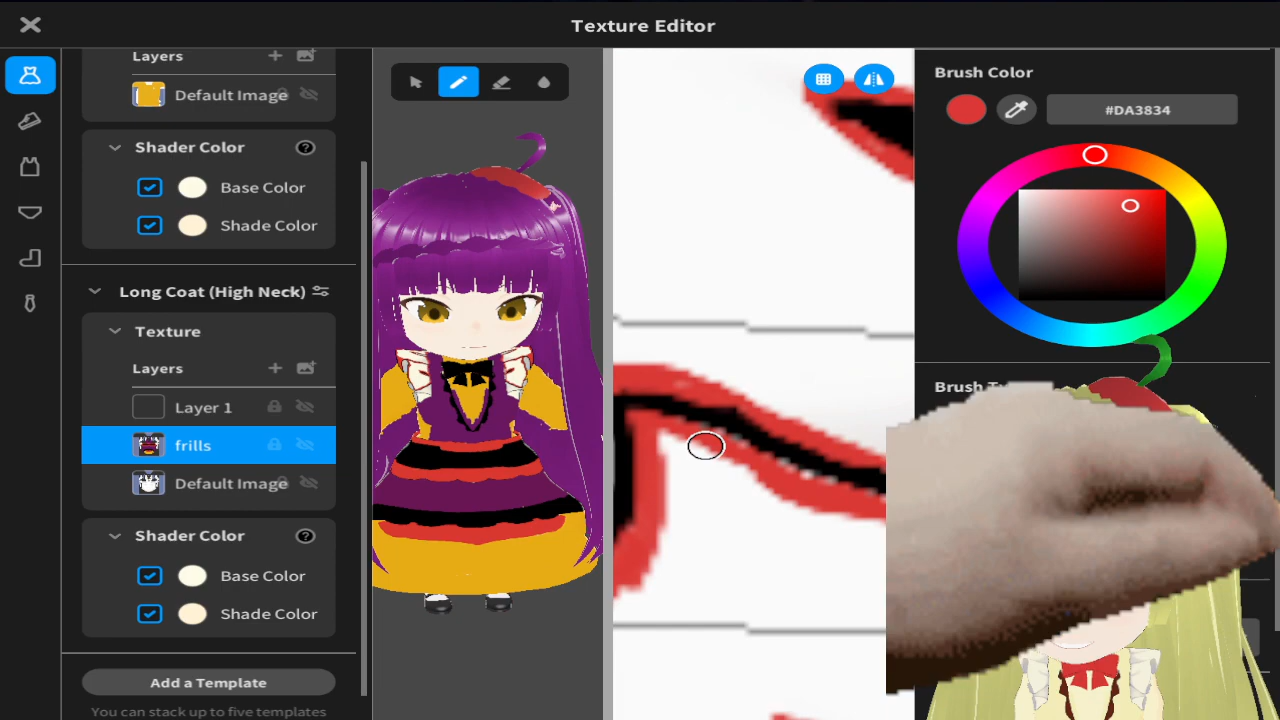 Texture Editor
Layers
Default Image
Shader Color
Base Color
Shade Color
Long Coat (High Neck)
Texture
Layers
Layer 1
frills
Default Image
Shader Color
Base Color
Shade Color
Add a Template
You can stack up to five templates
Brush Color
#DA3834
Brush